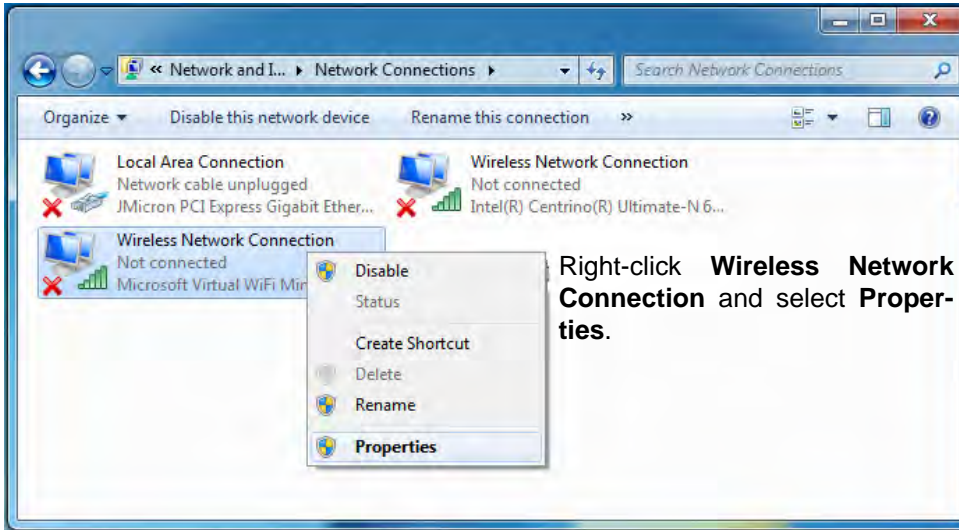 « Network and I... ▸ Network Connections ▸
Search Network Connections
Organize
Disable this network device
Rename this connection
»
Local Area Connection
Network cable unplugged
JMicron PCI Express Gigabit Ether...
Wireless Network Connection
Not connected
Intel(R) Centrino(R) Ultimate-N 6...
Wireless Network Connection
Not connected
Microsoft Virtual WiFi
Disable
Status
Create Shortcut
Delete
Rename
Properties
Right-click Wireless Network
Connection and select Proper-
ties.